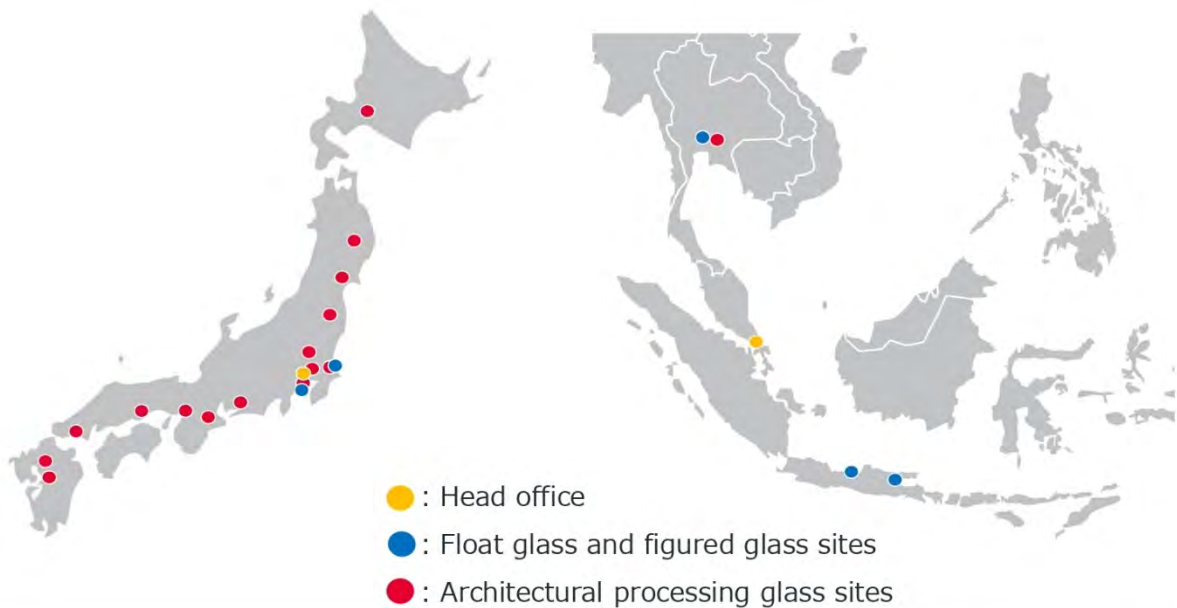 : Head office
: Float glass and figured glass sites
: Architectural processing glass sites